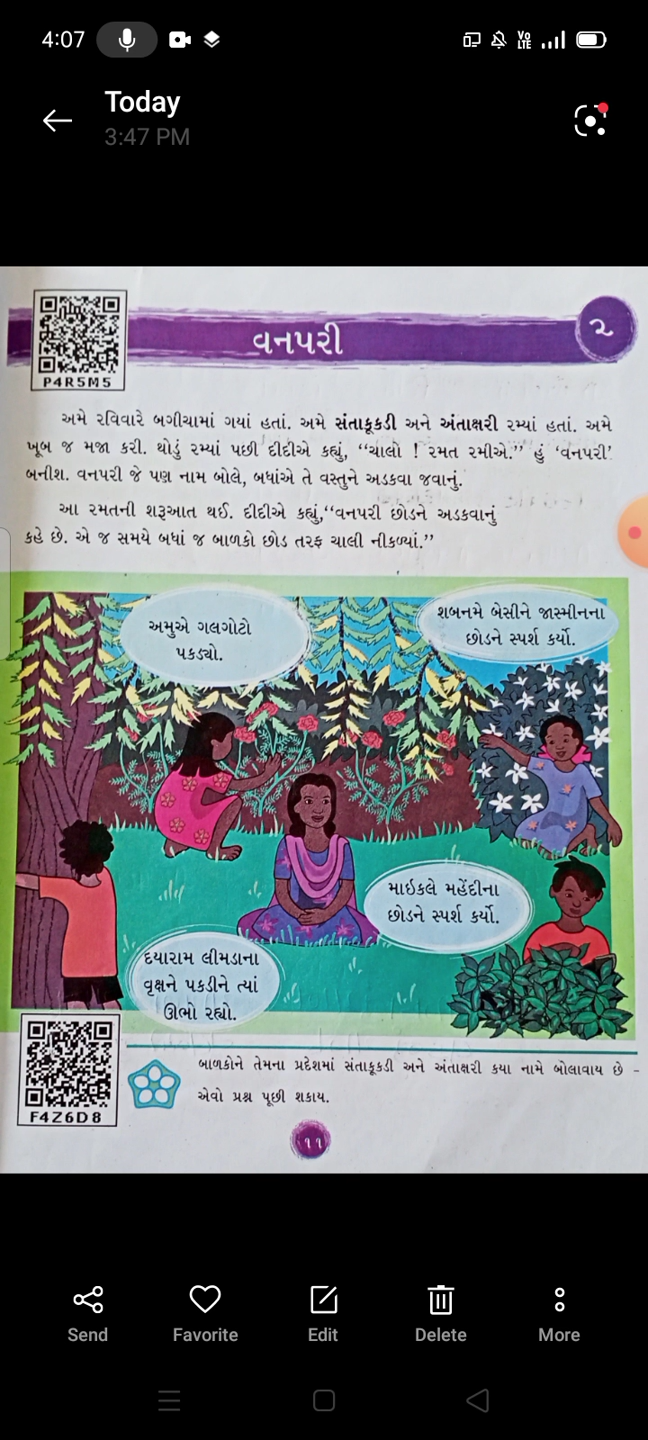 4:07
Vo LTE
Today
3:47 PM
વનપરી
૨
P4R5M5
અમે રવિવારે બગીચામાં ગયાં હતાં. અમે સંતાકૂકડી અને અંતાક્ષરી રમ્યાં હતાં. અમે
ખૂબ જ મજા કરી. થોડું રમ્યાં પછી દીદીએ કહ્યું, “ચાલો ! રમત રમીએ.” હું ‘વનપરી’
બનીશ. વનપરી જે પણ નામ બોલે, બધાંએ તે વસ્તુને અડકવા જવાનું.
આ રમતની શરૂઆત થઈ. દીદીએ કહ્યું,“વનપરી છોડને અડકવાનું
કહે છે. એ જ સમયે બધાં જ બાળકો છોડ તરફ ચાલી નીકળ્યાં.”
અમુએ ગલગોટો
પકડ્યો.
શબનમે બેસીને જાસ્મીનના
છોડને સ્પર્શ કર્યો.
માઈકલે મહેંદીના
છોડને સ્પર્શ કર્યો.
દયારામ લીમડાના
વૃક્ષને પકડીને ત્યાં
ઊભો રહ્યો.
F4Z6D8
બાળકોને તેમના પ્રદેશમાં સંતાકૂકડી અને અંતાક્ષરી કયા નામે બોલાવાય છે -
એવો પ્રશ્ન પૂછી શકાય.
૧૧
Send
Favorite
Edit
Delete
More